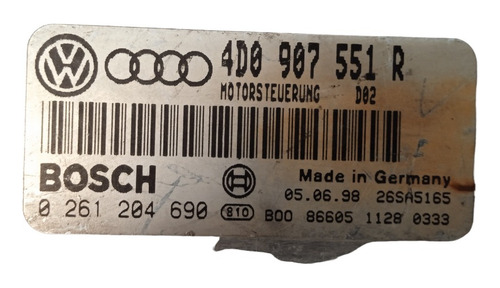 4D0 907 551 R
MOTORSTEUERUNG D02
BOSCH
Made in Germany
05.06.98 26SA5165
0 261 204 690 810 B00 86605 1128 0333